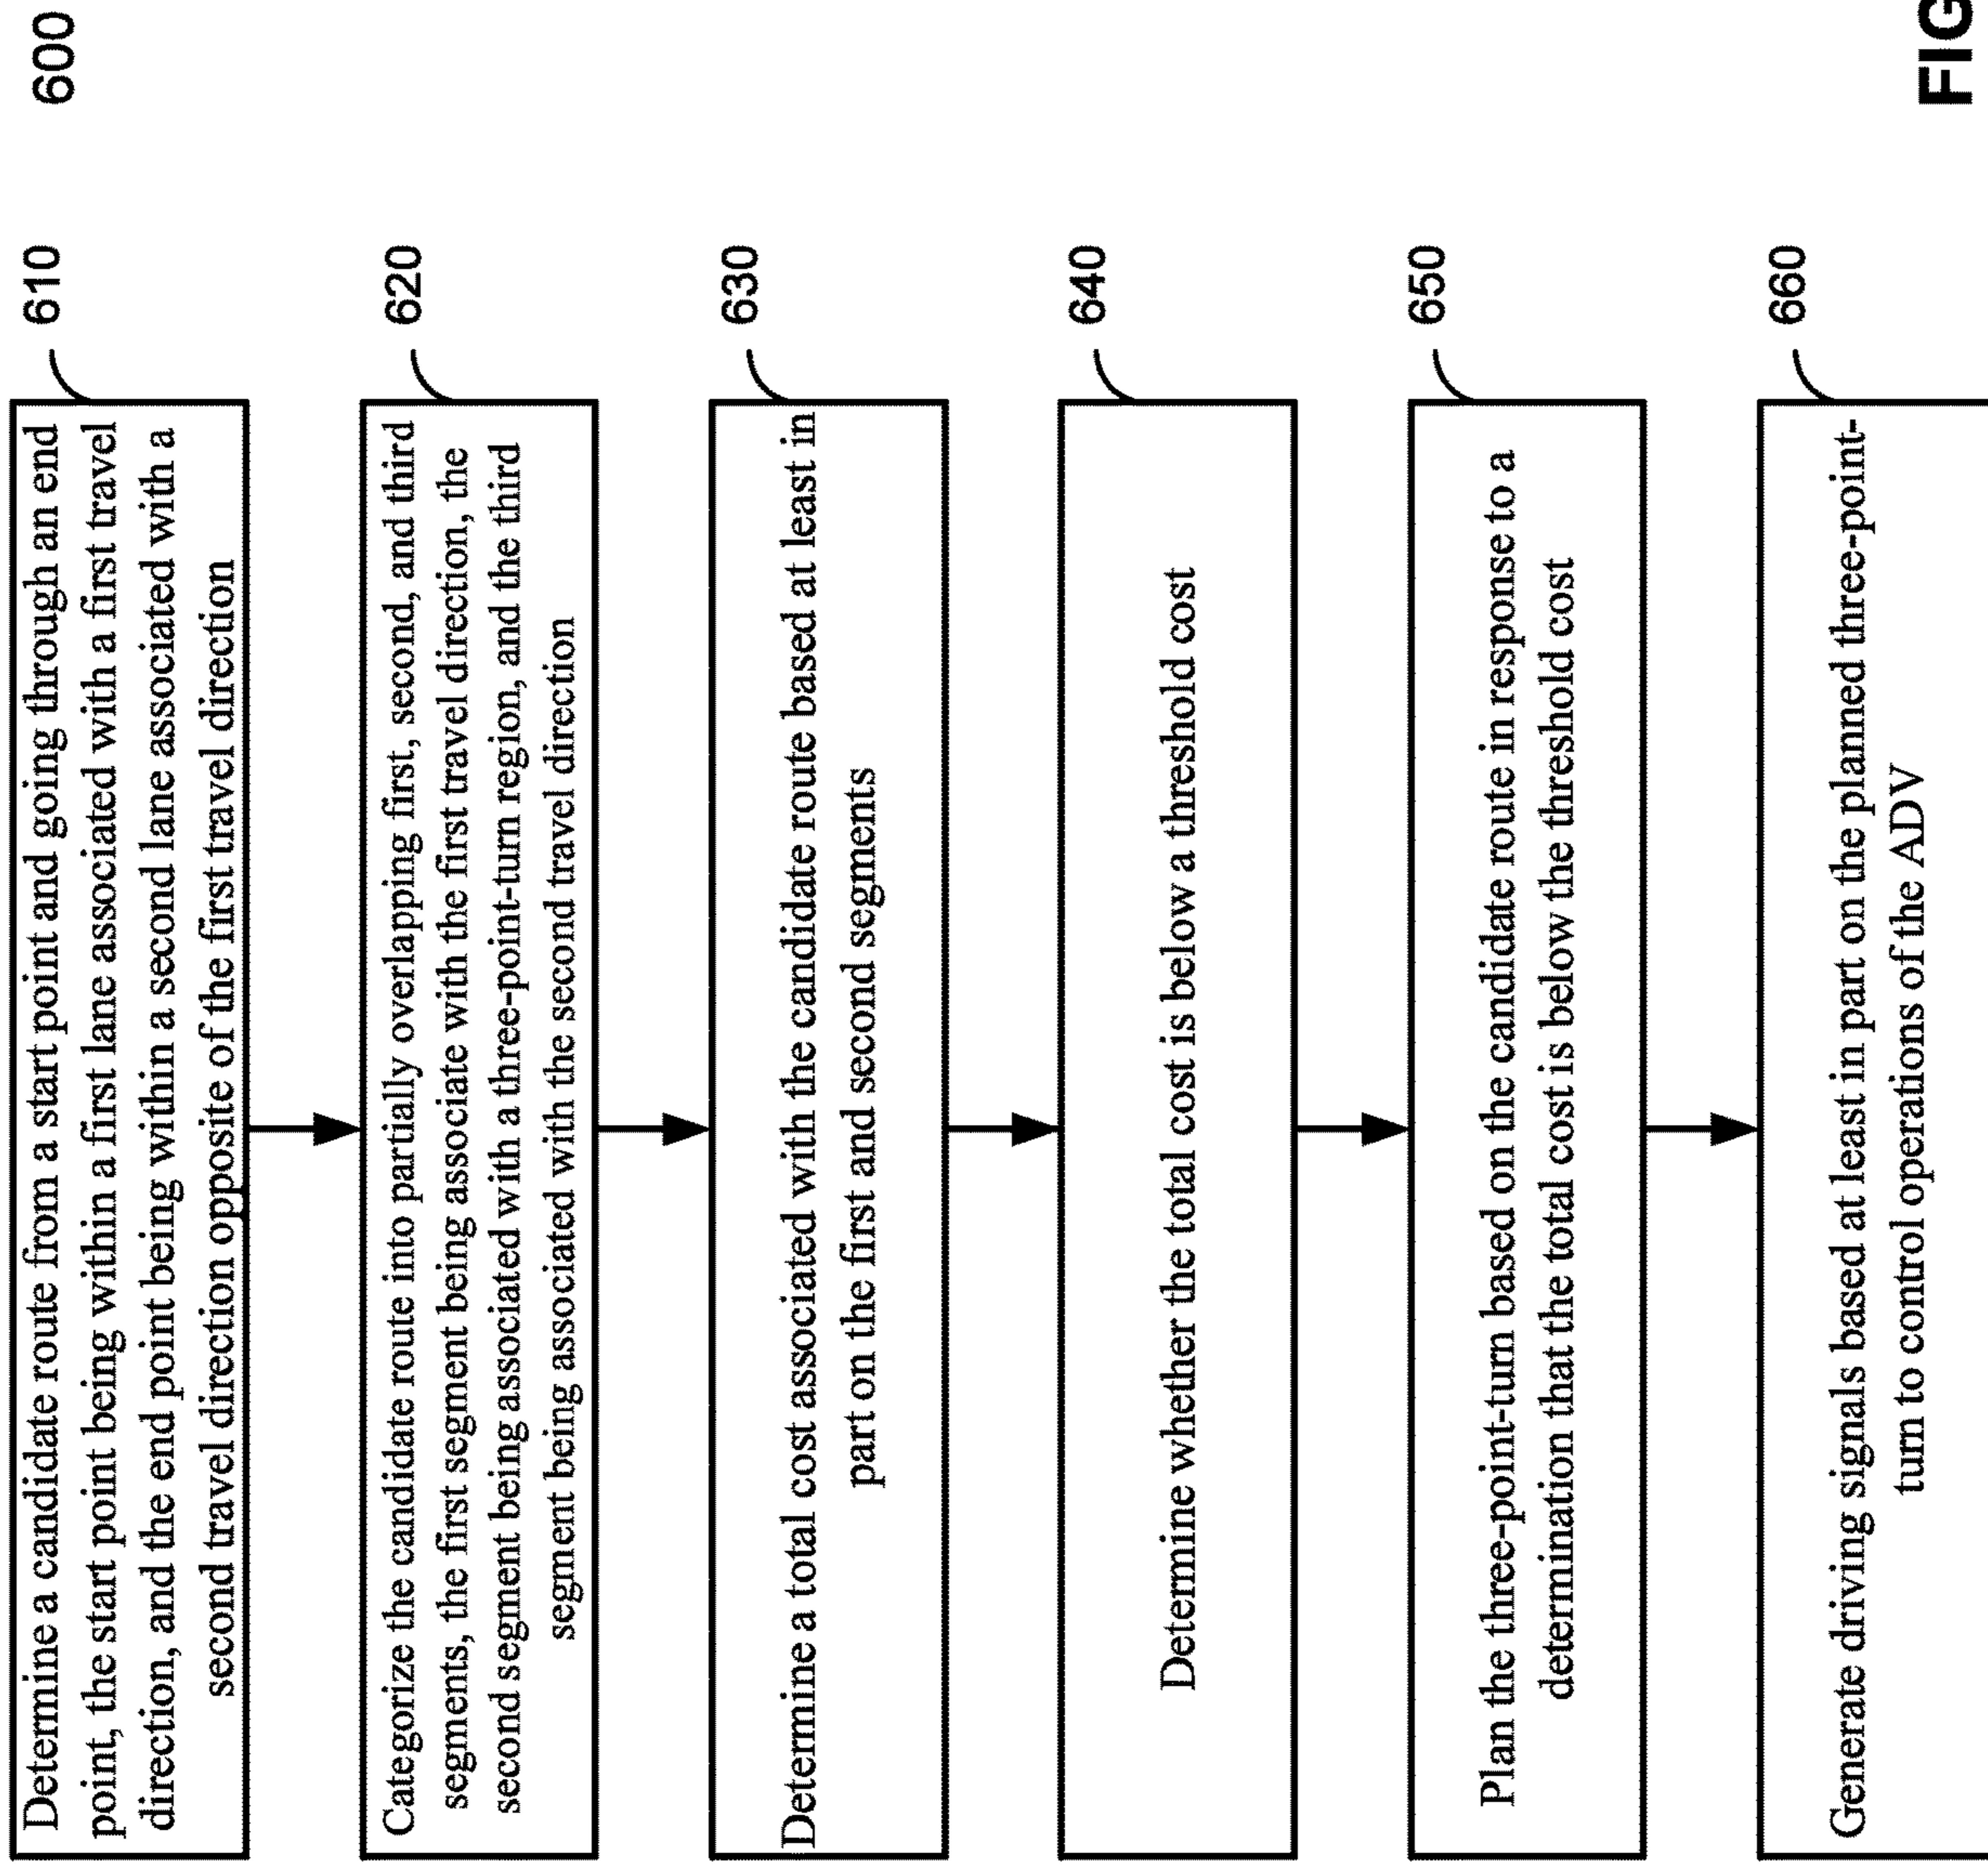 600
610
Determine a candidate route from a start point and going through an end
point, the start point being within a first lane associated with a first travel
direction, and the end point being within a second lane associated with a
second travel direction opposite of the first travel direction
620
Categorize the candidate route into partially overlapping first, second, and third
segments, the first segment being associate with the first travel direction, the
second segment being associated with a three-point-turn region, and the third
segment being associated with the second travel direction
630
Determine a total cost associated with the candidate route based at least in
part on the first and second segments
640
Determine whether the total cost is below a threshold cost
650
Plan the three-point-turn based on the candidate route in response to a
determination that the total cost is below the threshold cost
660
Generate driving signals based at least in part on the planned three-point-
turn to control operations of the ADV
FIG